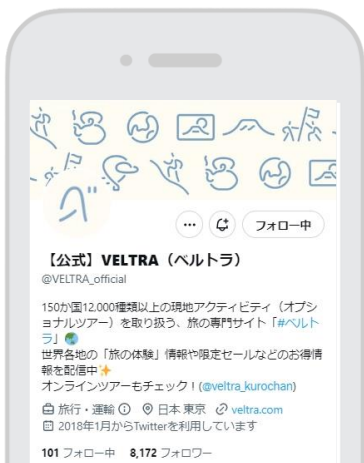 フォロー中
【公式】VELTRA（ベルトラ）
@VELTRA_official
150か国12,000種類以上の現地アクティビティ（オプシ
ョナルツアー）を取り扱う、旅の専門サイト「#ベルト
ラ」
世界各地の「旅の体験」情報や限定セールなどのお得情
報を配信中
オンラインツアーもチェック！(@veltra_kurochan)
旅行・運輸 日本 東京 veltra.com
2018年1月からTwitterを利用しています
101 フォロー中 8,172 フォロワー